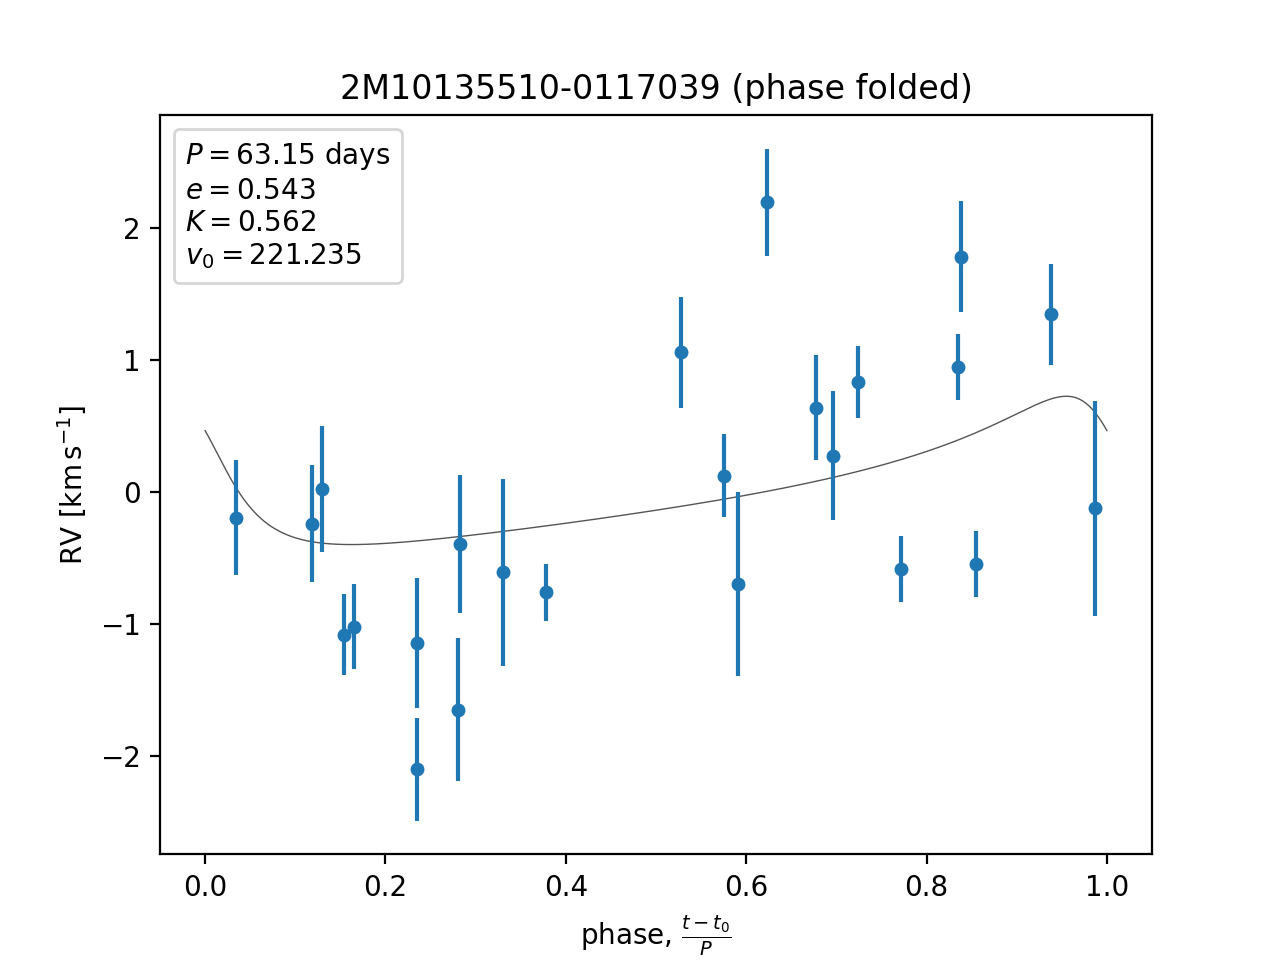 2M10135510-0117039 (phase folded)
P = 63.15 days
e = 0.543
K = 0.562
v₀ = 221.235
RV [km s⁻¹]
2
1
0
−1
−2
0.0 0.2 0.4 0.6 0.8 1.0
phase, (t − t₀)/P